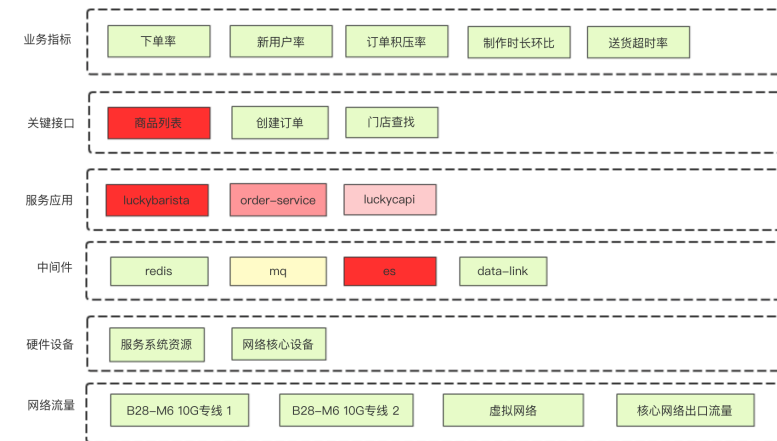 业务指标
下单率
新用户率
订单积压率
制作时长环比
送货超时率
关键接口
商品列表
创建订单
门店查找
服务应用
luckybarista
order-service
luckycapi
中间件
redis
mq
es
data-link
硬件设备
服务系统资源
网络核心设备
网络流量
B28-M6 10G专线 1
B28-M6 10G专线 2
虚拟网络
核心网络出口流量